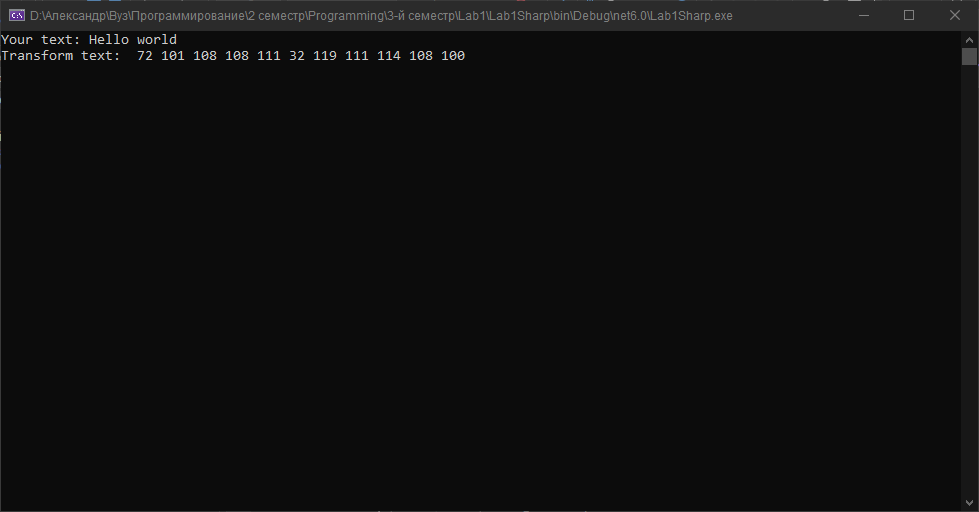 D:\Александр\Вуз\Программирование\2 семестр\Programming\3-й семестр\Lab1\Lab1Sharp\bin\Debug\net6.0\Lab1Sharp.exe
Your text: Hello world
Transform text:  72 101 108 108 111 32 119 111 114 108 100